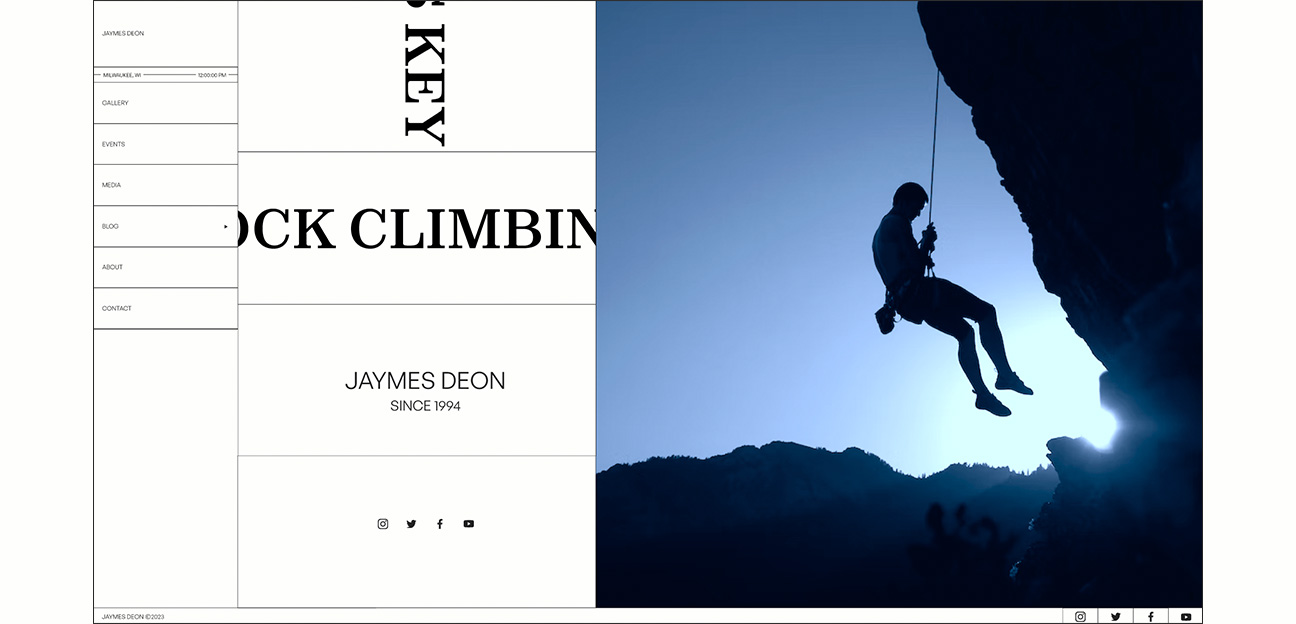 JAYMES DEON
MILWAUKEE, WI
12:00:00 PM
GALLERY
EVENTS
MEDIA
BLOG
ABOUT
CONTACT
KEY
OCK CLIMBIN
JAYMES DEON
SINCE 1994
JAYMES DEON ©2023